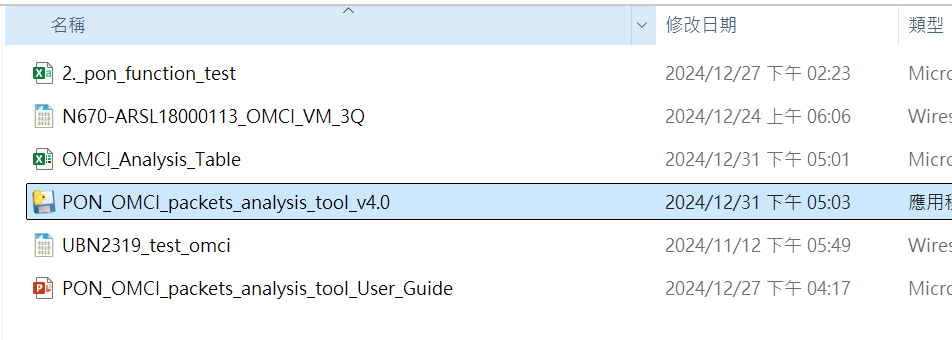 名稱 修改日期 類型
2._pon_function_test 2024/12/27 下午 02:23 Micro
N670-ARSL18000113_OMCI_VM_3Q 2024/12/24 上午 06:06 Wires
OMCI_Analysis_Table 2024/12/31 下午 05:01 Micro
PON_OMCI_packets_analysis_tool_v4.0 2024/12/31 下午 05:03 應用程
UBN2319_test_omci 2024/11/12 下午 05:49 Wires
PON_OMCI_packets_analysis_tool_User_Guide 2024/12/27 下午 04:17 Micro